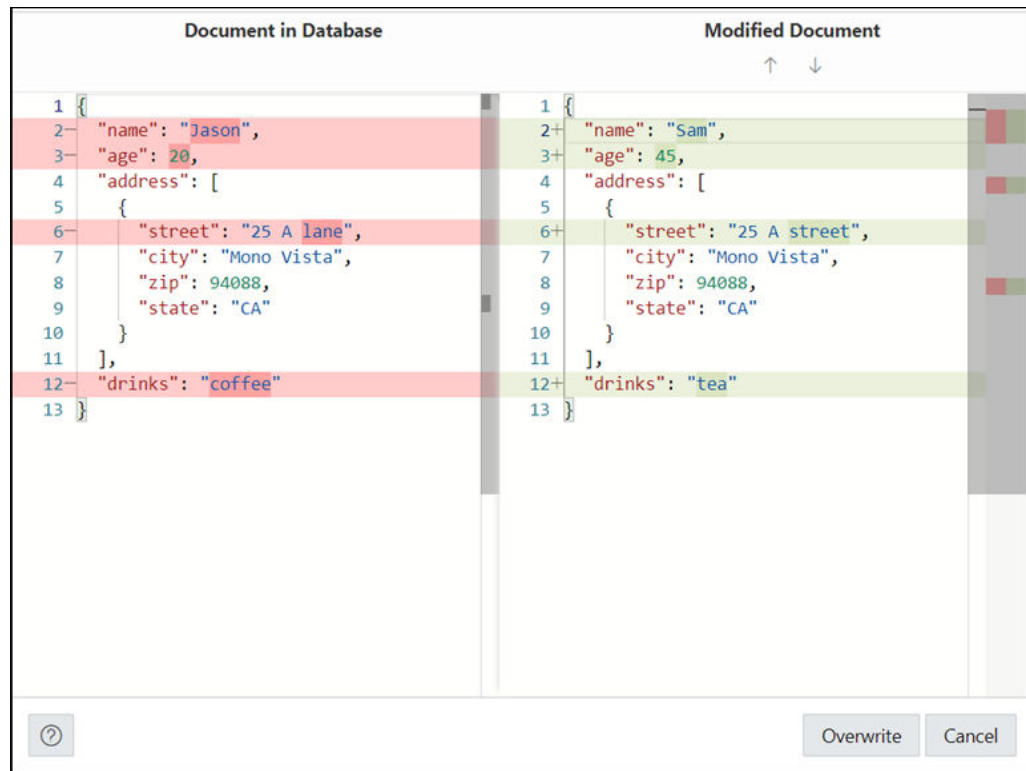 Document in Database
Modified Document
↑ ↓
1 {
2− "name": "Jason",
3− "age": 20,
4 "address": [
5 {
6− "street": "25 A lane",
7 "city": "Mono Vista",
8 "zip": 94088,
9 "state": "CA"
10 }
11 ],
12− "drinks": "coffee"
13 }
1 {
2+ "name": "Sam",
3+ "age": 45,
4 "address": [
5 {
6+ "street": "25 A street",
7 "city": "Mono Vista",
8 "zip": 94088,
9 "state": "CA"
10 }
11 ],
12+ "drinks": "tea"
13 }
?
Overwrite
Cancel